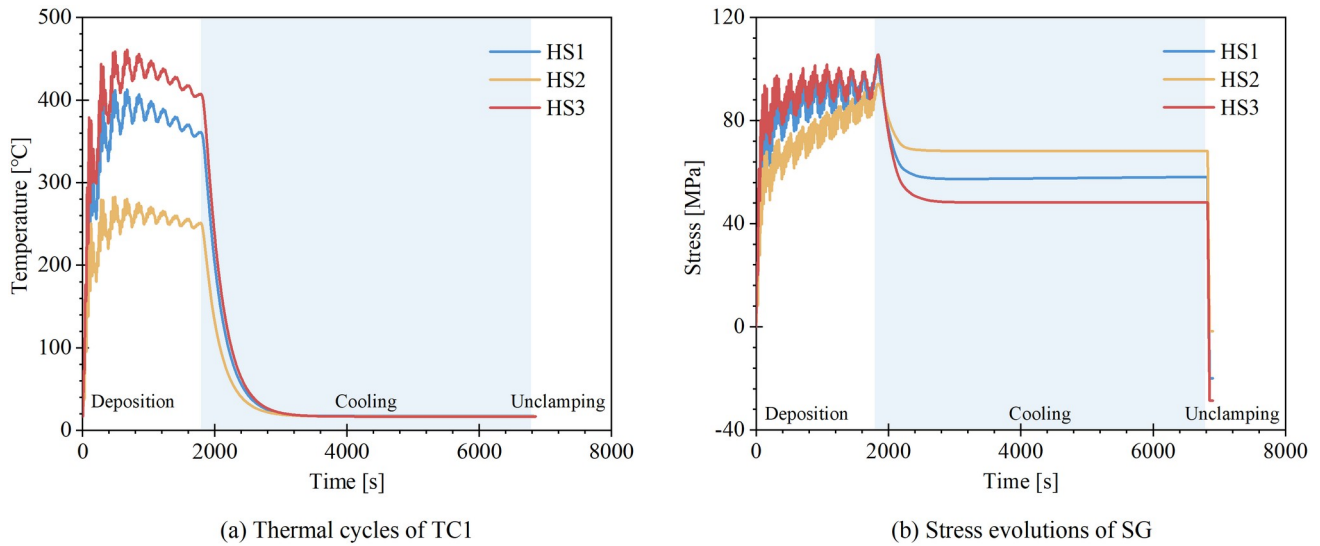 500
400
300
200
100
0
Temperature [°C]
HS1
HS2
HS3
Deposition
Cooling
Unclamping
0
2000
4000
6000
8000
Time [s]
(a) Thermal cycles of TC1
120
80
40
0
-40
Stress [MPa]
HS1
HS2
HS3
Deposition
Cooling
Unclamping
0
2000
4000
6000
8000
Time [s]
(b) Stress evolutions of SG